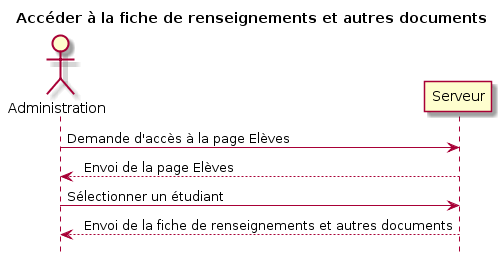 Accéder à la fiche de renseignements et autres documents
Administration
Serveur
Demande d'accès à la page Elèves
Envoi de la page Elèves
Sélectionner un étudiant
Envoi de la fiche de renseignements et autres documents